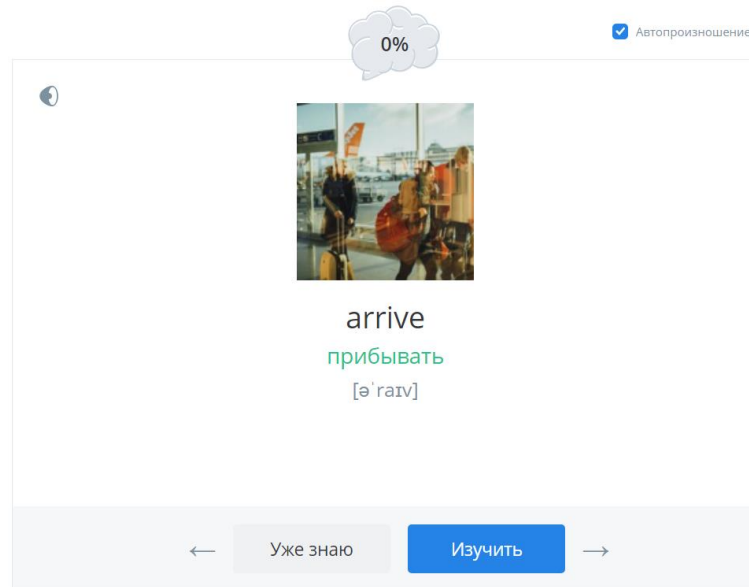 0%
Автопроизношение
arrive
прибывать
[əˈraɪv]
← Уже знаю Изучить →